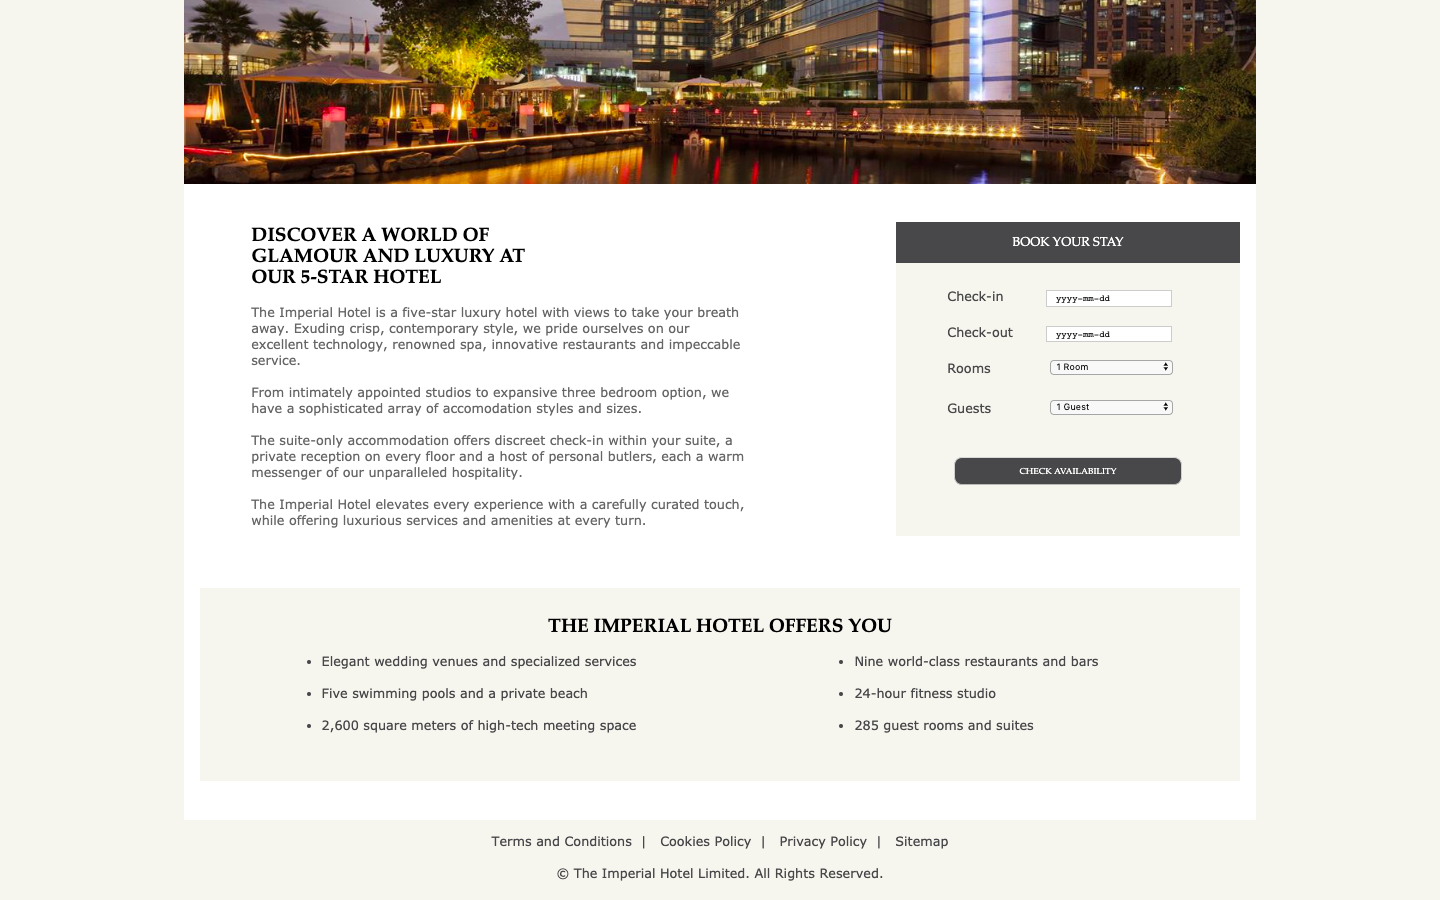 DISCOVER A WORLD OF
GLAMOUR AND LUXURY AT
OUR 5-STAR HOTEL
The Imperial Hotel is a five-star luxury hotel with views to take your breath
away. Exuding crisp, contemporary style, we pride ourselves on our
excellent technology, renowned spa, innovative restaurants and impeccable
service.
From intimately appointed studios to expansive three bedroom option, we
have a sophisticated array of accomodation styles and sizes.
The suite-only accommodation offers discreet check-in within your suite, a
private reception on every floor and a host of personal butlers, each a warm
messenger of our unparalleled hospitality.
The Imperial Hotel elevates every experience with a carefully curated touch,
while offering luxurious services and amenities at every turn.
BOOK YOUR STAY
Check-in yyyy-mm-dd
Check-out yyyy-mm-dd
Rooms 1 Room
Guests 1 Guest
CHECK AVAILABILITY
THE IMPERIAL HOTEL OFFERS YOU
• Elegant wedding venues and specialized services
• Five swimming pools and a private beach
• 2,600 square meters of high-tech meeting space
• Nine world-class restaurants and bars
• 24-hour fitness studio
• 285 guest rooms and suites
Terms and Conditions | Cookies Policy | Privacy Policy | Sitemap
© The Imperial Hotel Limited. All Rights Reserved.